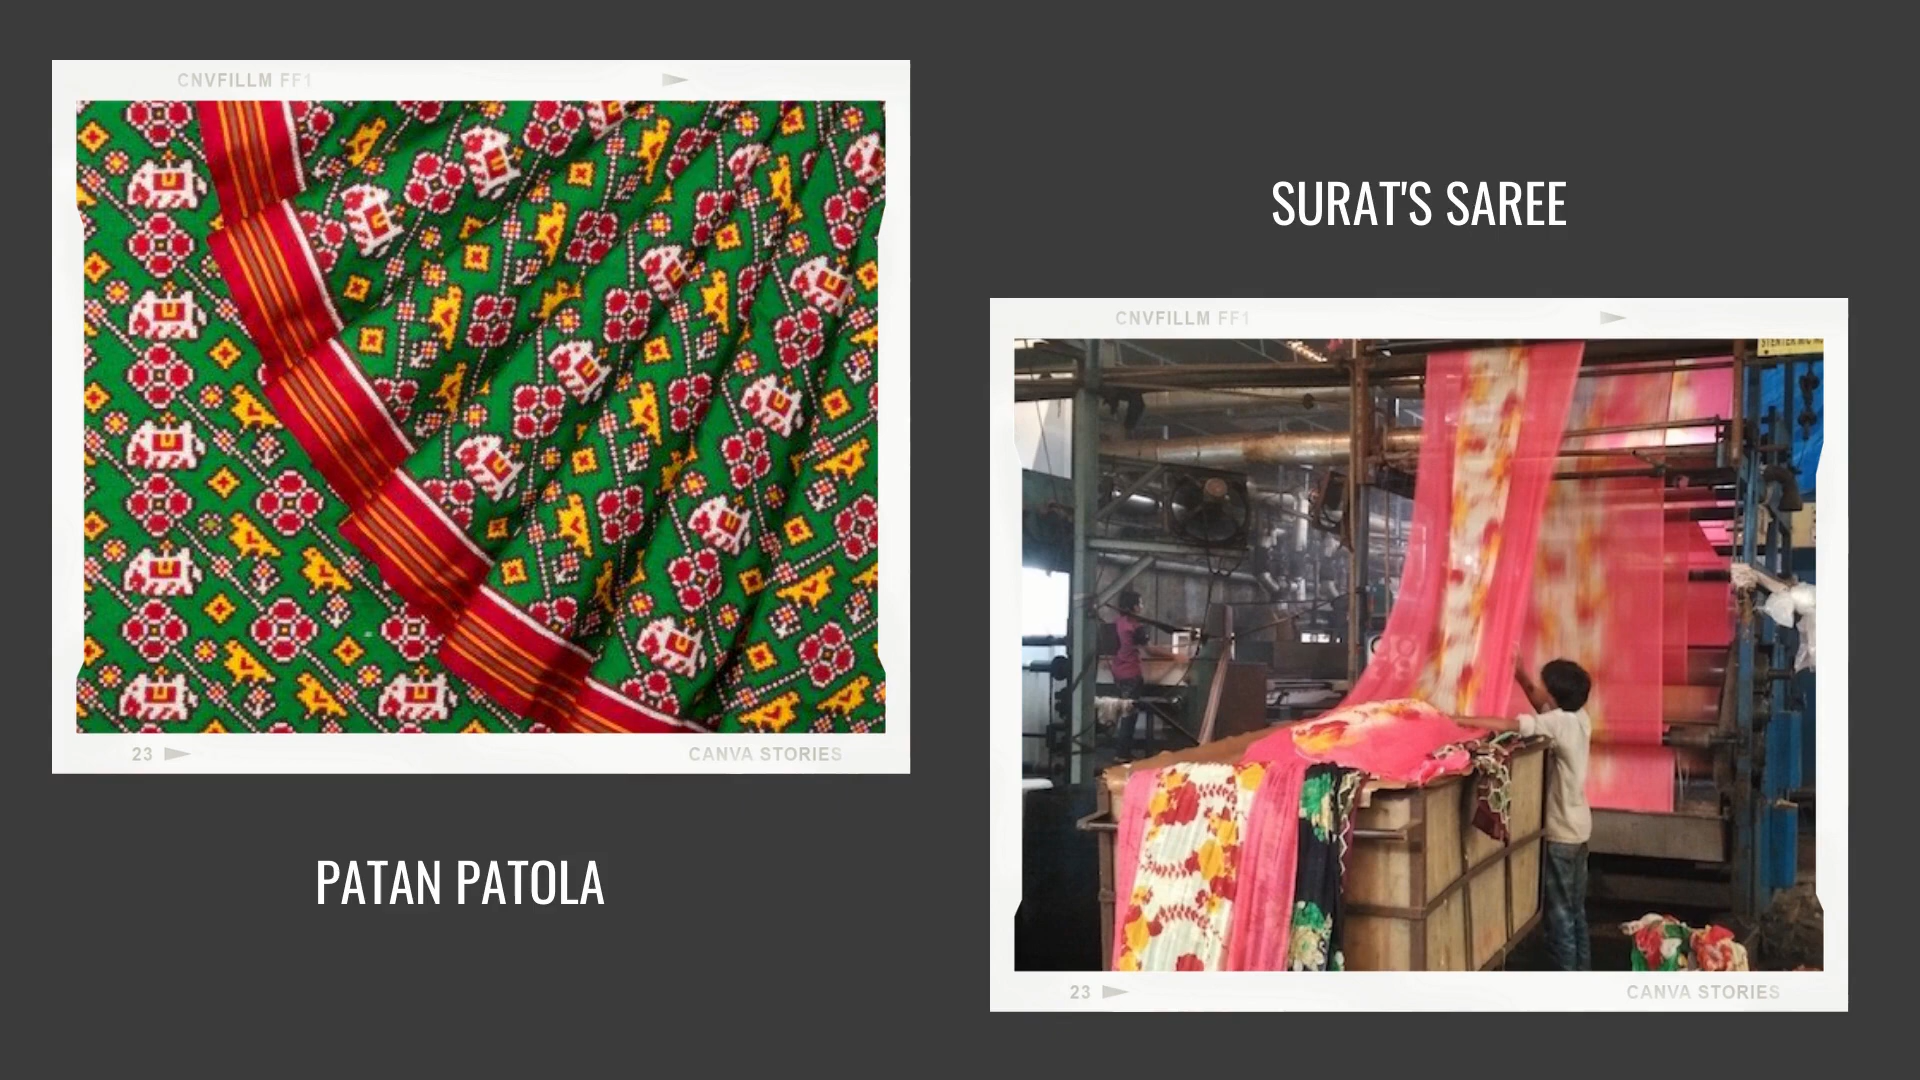 CNVFILLM FF1
23
CANVA STORIES
PATAN PATOLA
SURAT'S SAREE
CNVFILLM FF1
23
CANVA STORIES